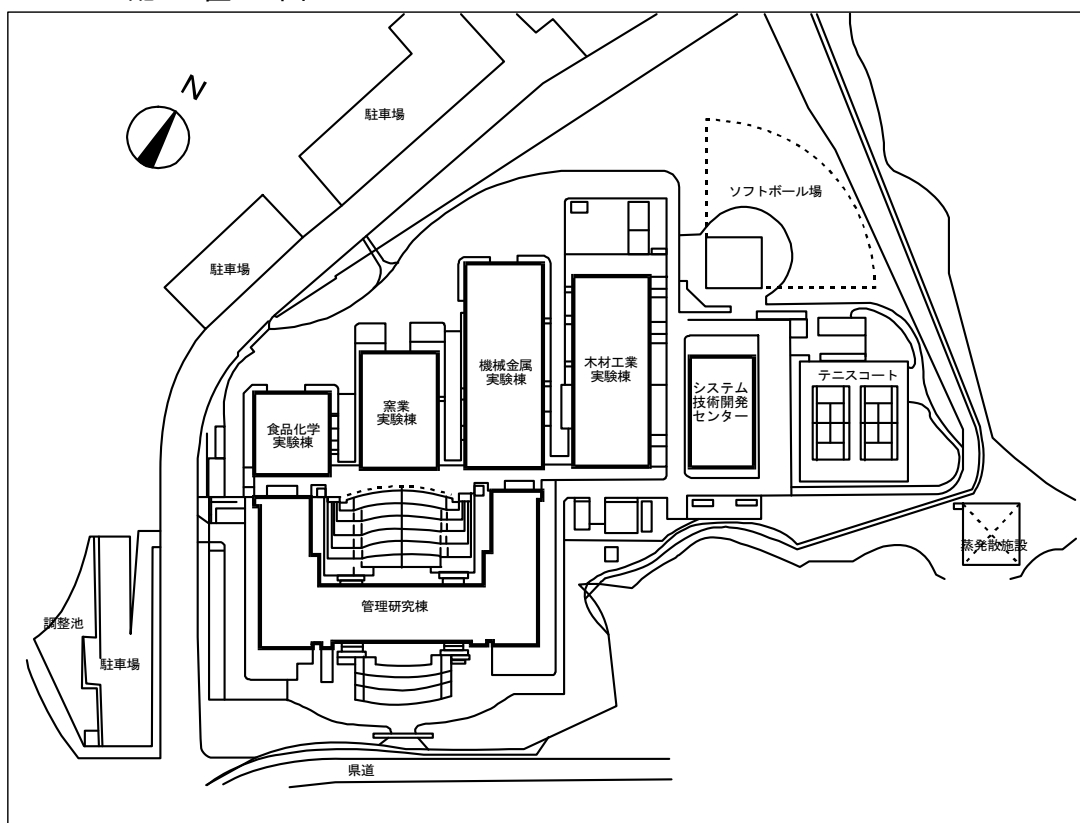 N
駐車場
ソフトボール場
駐車場
機械金属
実験棟
木材工業
実験棟
テニスコート
システム
技術開発
センター
窯業
実験棟
食品化学
実験棟
蒸発散施設
管理研究棟
調整池
駐車場
県道